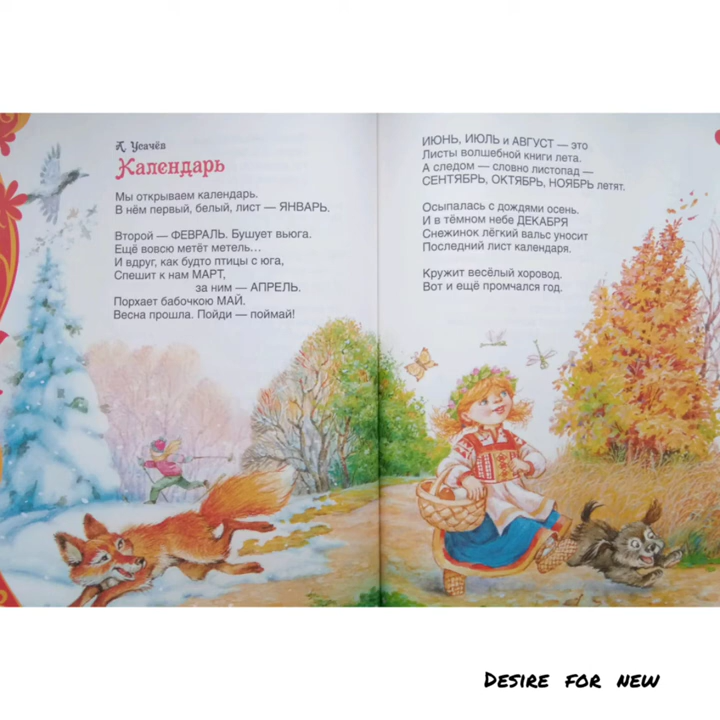 А. Усачёв
Календарь
Мы открываем календарь.
В нём первый, белый, лист — ЯНВАРЬ.
Второй — ФЕВРАЛЬ. Бушует вьюга.
Ещё вовсю метёт метель...
И вдруг, как будто птицы с юга,
Спешит к нам МАРТ,
за ним — АПРЕЛЬ.
Порхает бабочкою МАЙ.
Весна прошла. Пойди — поймай!
ИЮНЬ, ИЮЛЬ и АВГУСТ — это
Листы волшебной книги лета.
А следом — словно листопад —
СЕНТЯБРЬ, ОКТЯБРЬ, НОЯБРЬ летят.
Осыпалась с дождями осень.
И в тёмном небе ДЕКАБРЯ
Снежинок лёгкий вальс уносит
Последний лист календаря.
Кружит весёлый хоровод.
Вот и ещё промчался год.
DESIRE FOR NEW